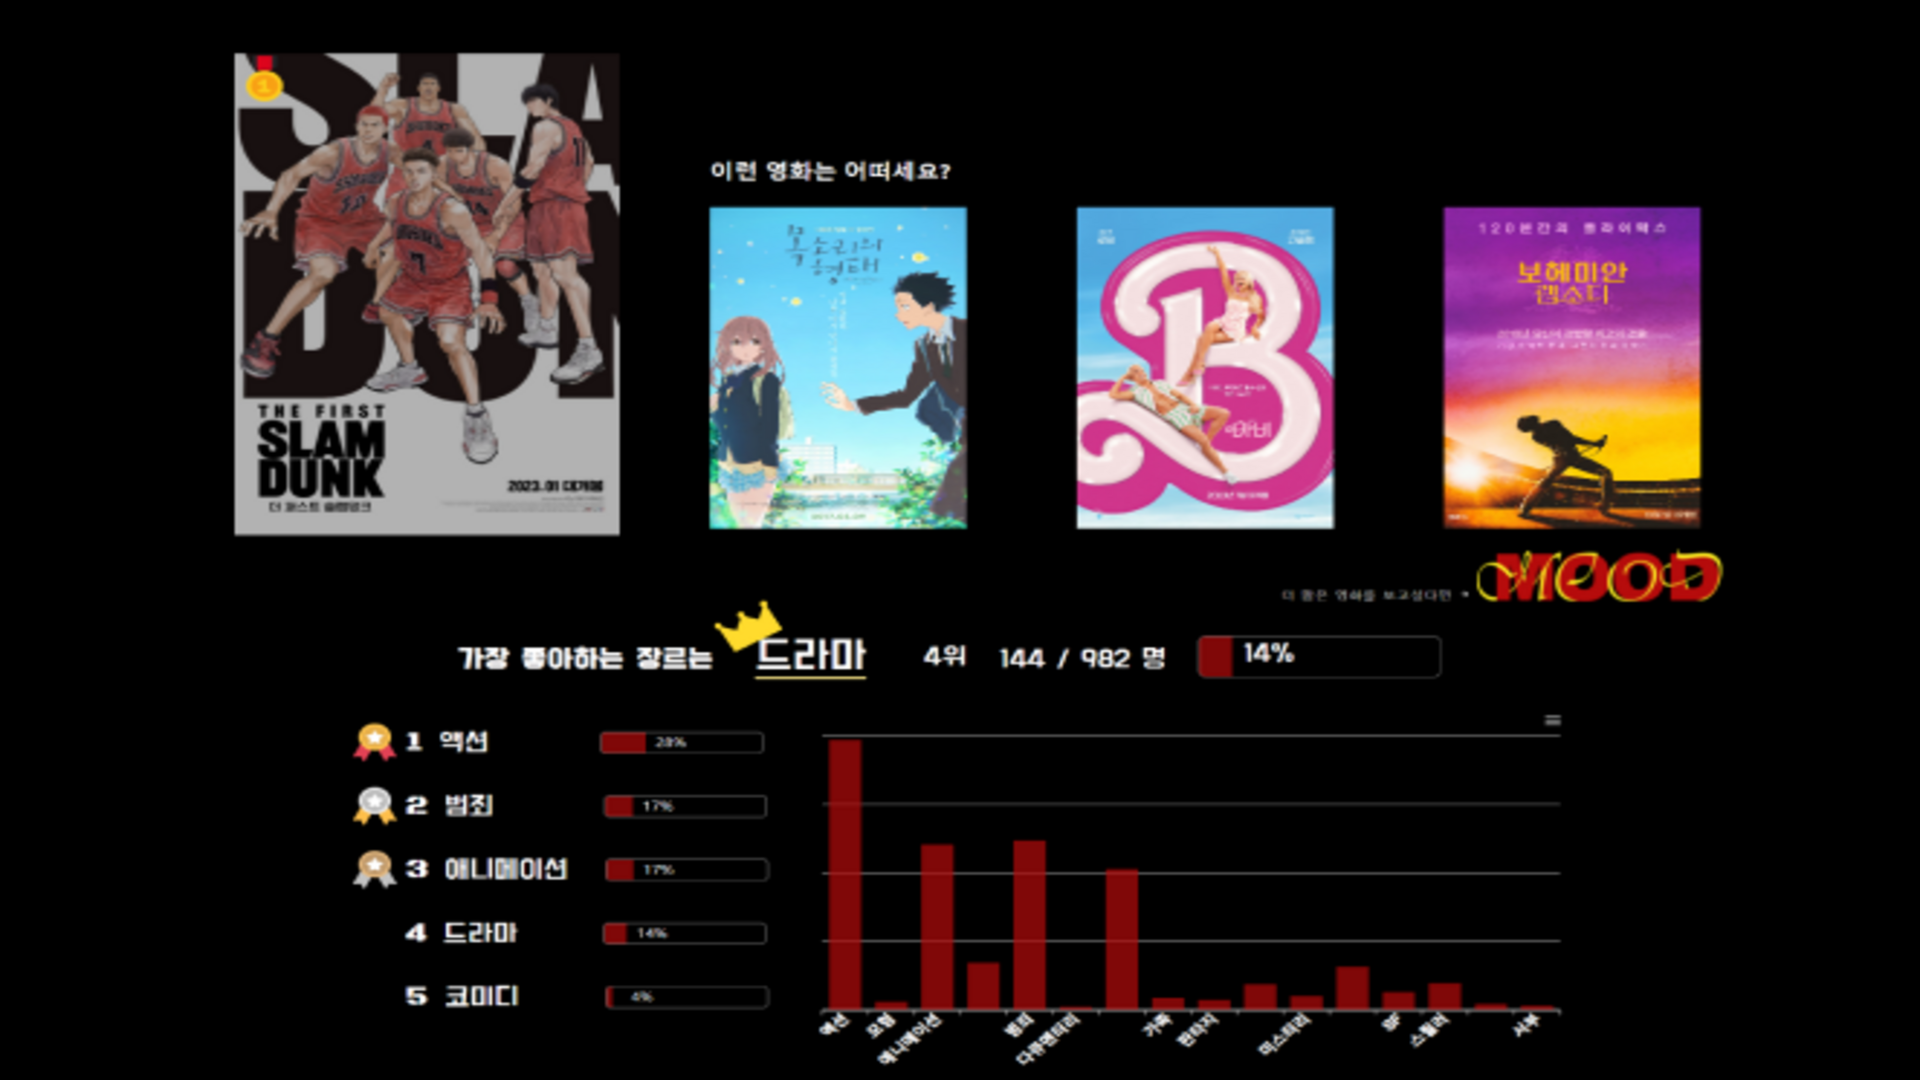 1
THE FIRST
SLAM
DUNK
더 퍼스트 슬램덩크
2023.01 대개봉
이런 영화는 어떠세요?
목소리의
형태
바비
120분간의 클라이맥스
보헤미안
랩소디
더 많은 영화를 보고싶다면 →
MOOD
가장 좋아하는 장르는 드라마 4위 144 / 982 명 14%
1 액션 28%
2 범죄 17%
3 애니메이션 17%
4 드라마 14%
5 코미디 4%
액션 모험 애니메이션 범죄 다큐멘터리 가족 판타지 미스터리 SF 스릴러 서부